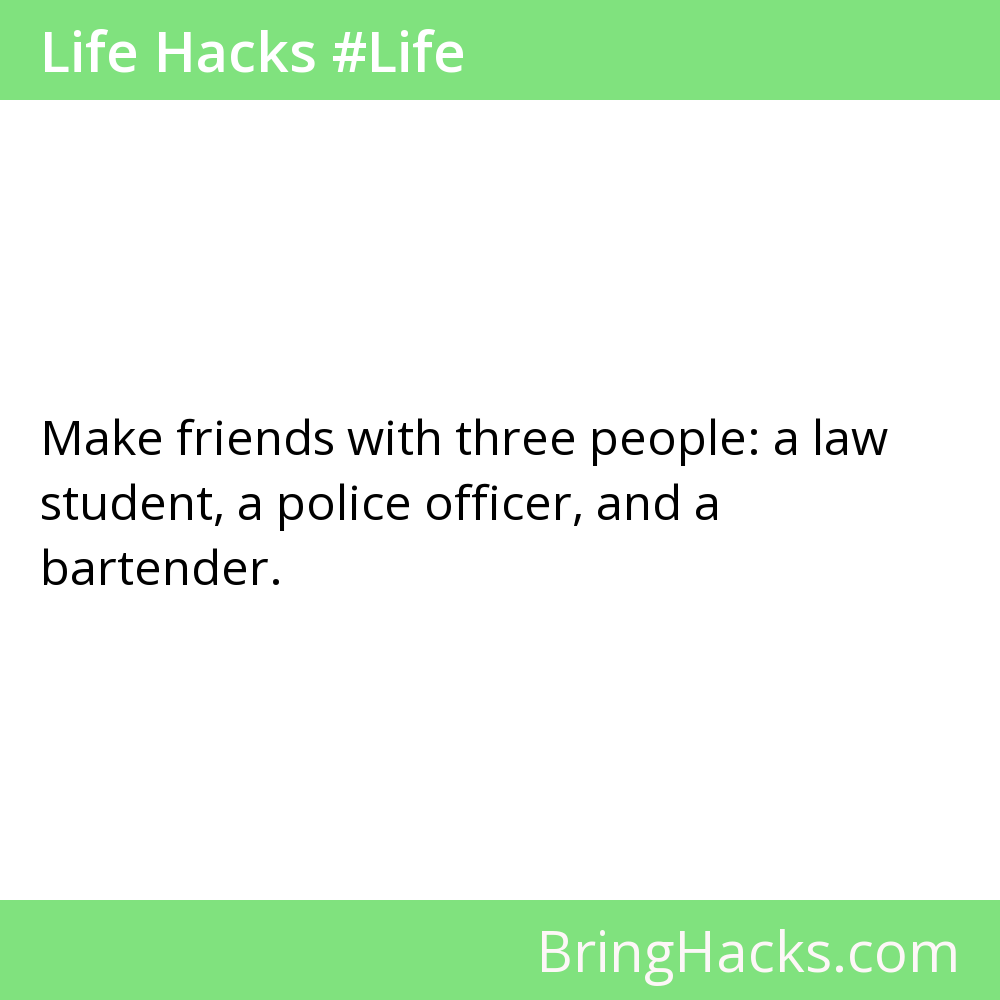 Life Hacks #Life
Make friends with three people: a law
student, a police officer, and a
bartender.
BringHacks.com